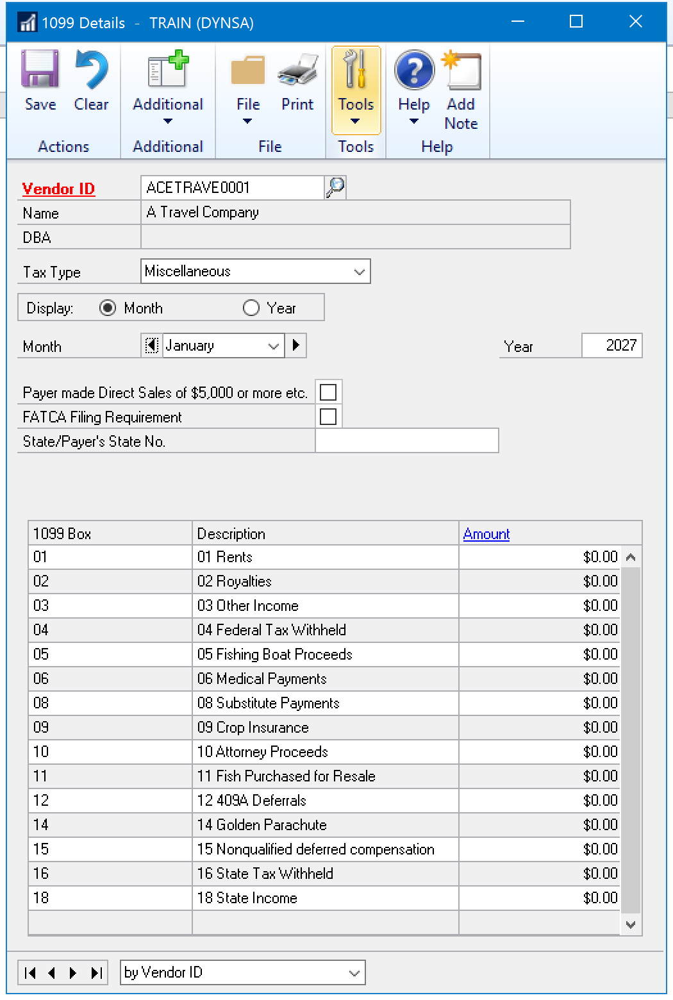 1099 Details - TRAIN (DYNSA)
Save Clear Additional File Print Tools Help Add Note
Actions Additional File Tools Help
Vendor ID ACETRAVE0001
Name A Travel Company
DBA
Tax Type Miscellaneous
Display: Month Year
Month January Year 2027
Payer made Direct Sales of $5,000 or more etc.
FATCA Filing Requirement
State/Payer's State No.
1099 Box Description Amount
01 01 Rents $0.00
02 02 Royalties $0.00
03 03 Other Income $0.00
04 04 Federal Tax Withheld $0.00
05 05 Fishing Boat Proceeds $0.00
06 06 Medical Payments $0.00
08 08 Substitute Payments $0.00
09 09 Crop Insurance $0.00
10 10 Attorney Proceeds $0.00
11 11 Fish Purchased for Resale $0.00
12 12 409A Deferrals $0.00
14 14 Golden Parachute $0.00
15 15 Nonqualified deferred compensation $0.00
16 16 State Tax Withheld $0.00
18 18 State Income $0.00
by Vendor ID